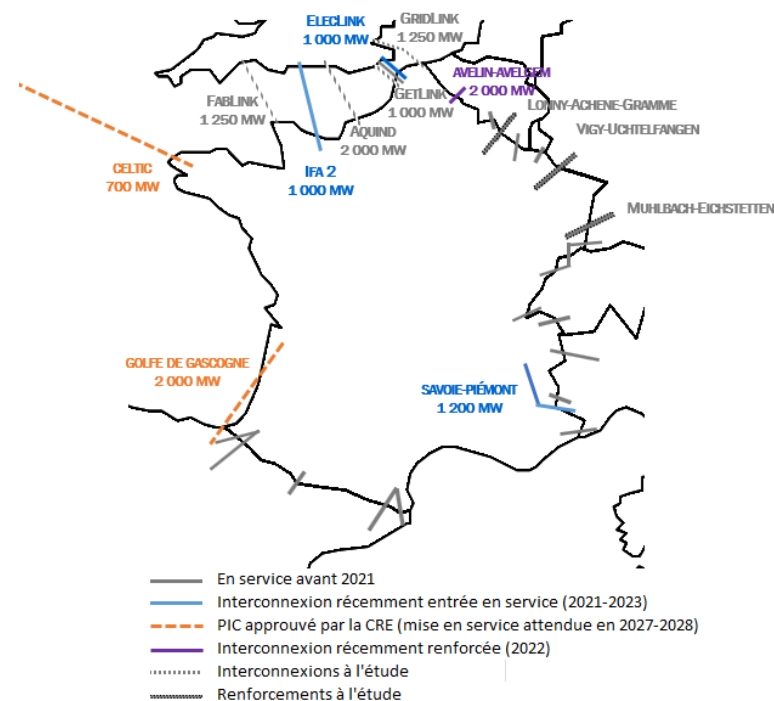 ELECLINK
1 000 MW
GRIDLINK
1 250 MW
AVELIN-AVELGEM
2 000 MW
GETLINK
1 000 MW
LONNY-ACHENE-GRAMME
FABLINK
1 250 MW
AQUIND
2 000 MW
VIGY-UCHTELFANGEN
CELTIC
700 MW
IFA 2
1 000 MW
MUHLBACH-EICHSTETTEN
GOLFE DE GASCOGNE
2 000 MW
SAVOIE-PIÉMONT
1 200 MW
En service avant 2021
Interconnexion récemment entrée en service (2021-2023)
PIC approuvé par la CRE (mise en service attendue en 2027-2028)
Interconnexion récemment renforcée (2022)
Interconnexions à l'étude
Renforcements à l'étude